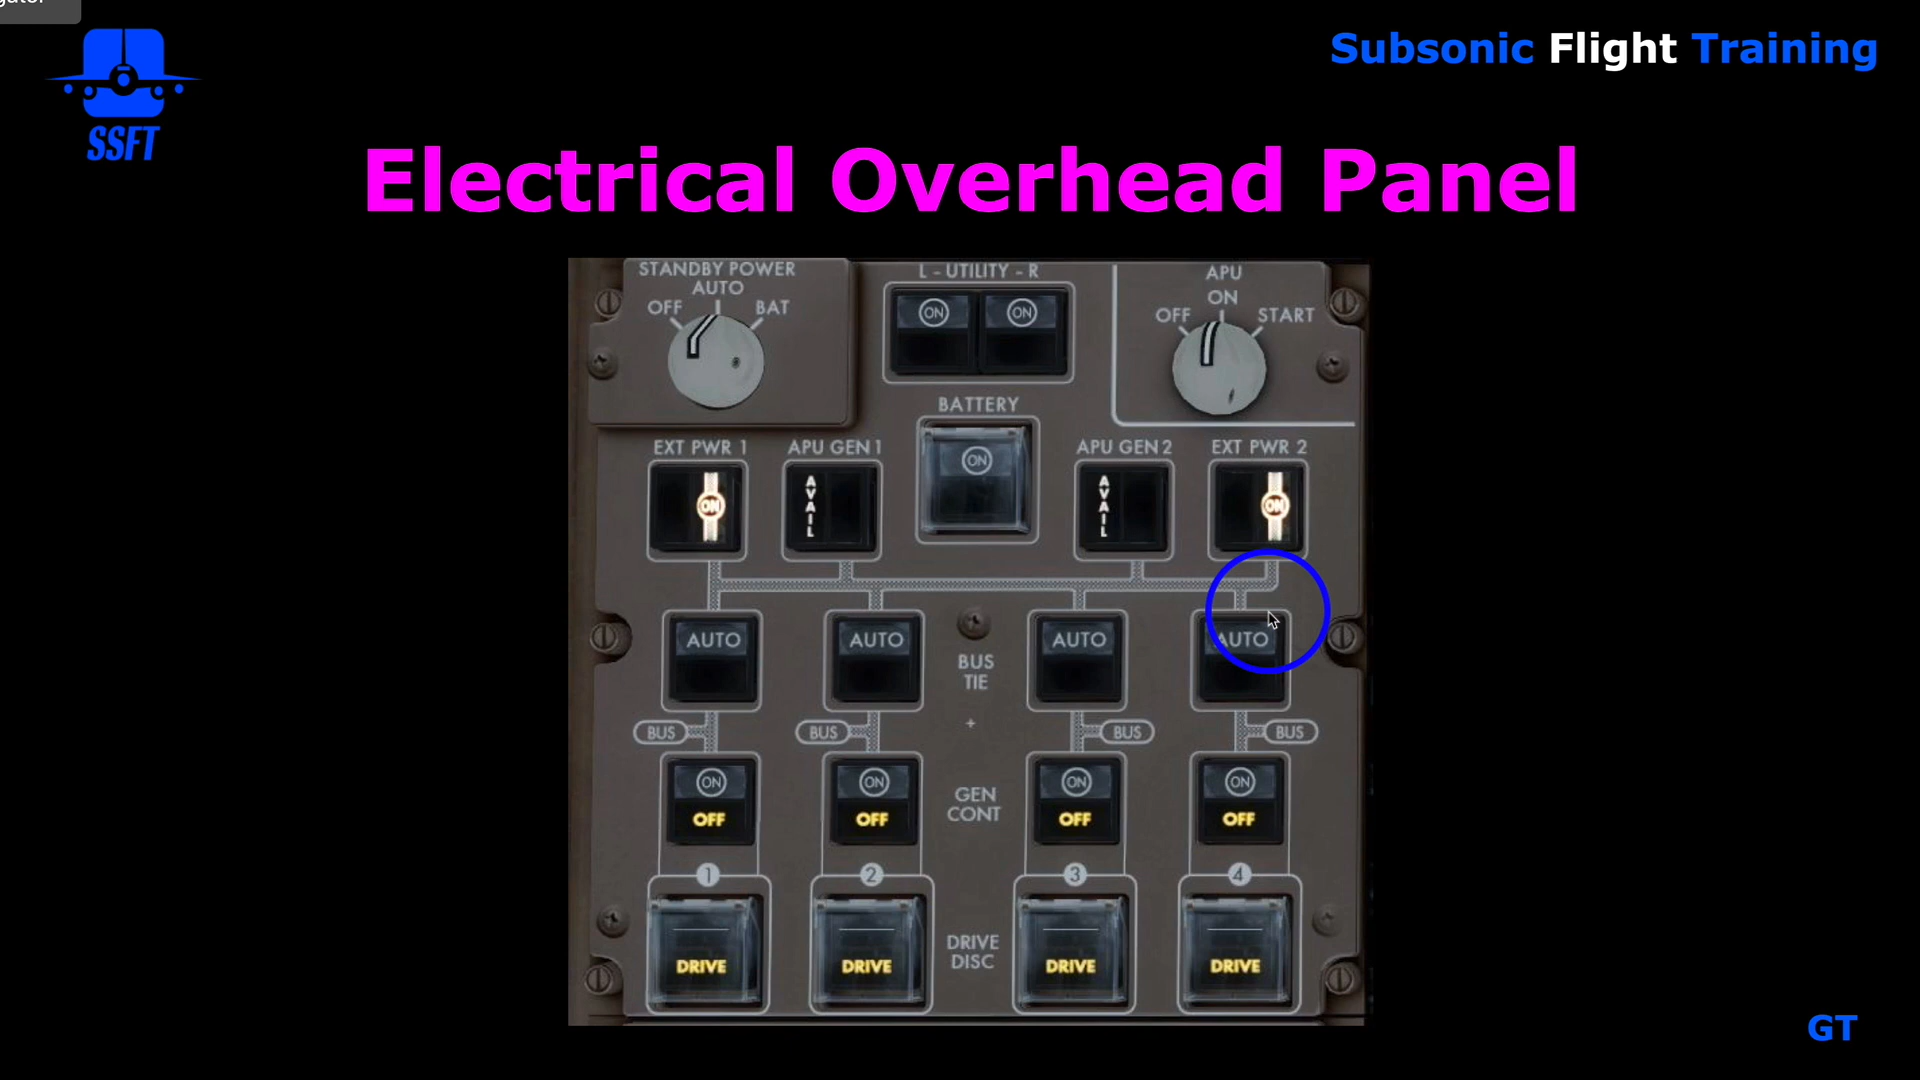 gator
SSFT
Subsonic Flight Training
Electrical Overhead Panel
STANDBY POWER
AUTO
OFF
BAT
L - UTILITY - R
ON
ON
APU
ON
OFF
START
BATTERY
ON
EXT PWR 1
APU GEN 1
APU GEN 2
EXT PWR 2
ON
AVAIL
AVAIL
ON
AUTO
AUTO
AUTO
AUTO
BUS
TIE
BUS
BUS
BUS
BUS
ON
OFF
ON
OFF
GEN
CONT
ON
OFF
ON
OFF
1
2
3
4
DRIVE
DRIVE
DRIVE
DISC
DRIVE
DRIVE
GT